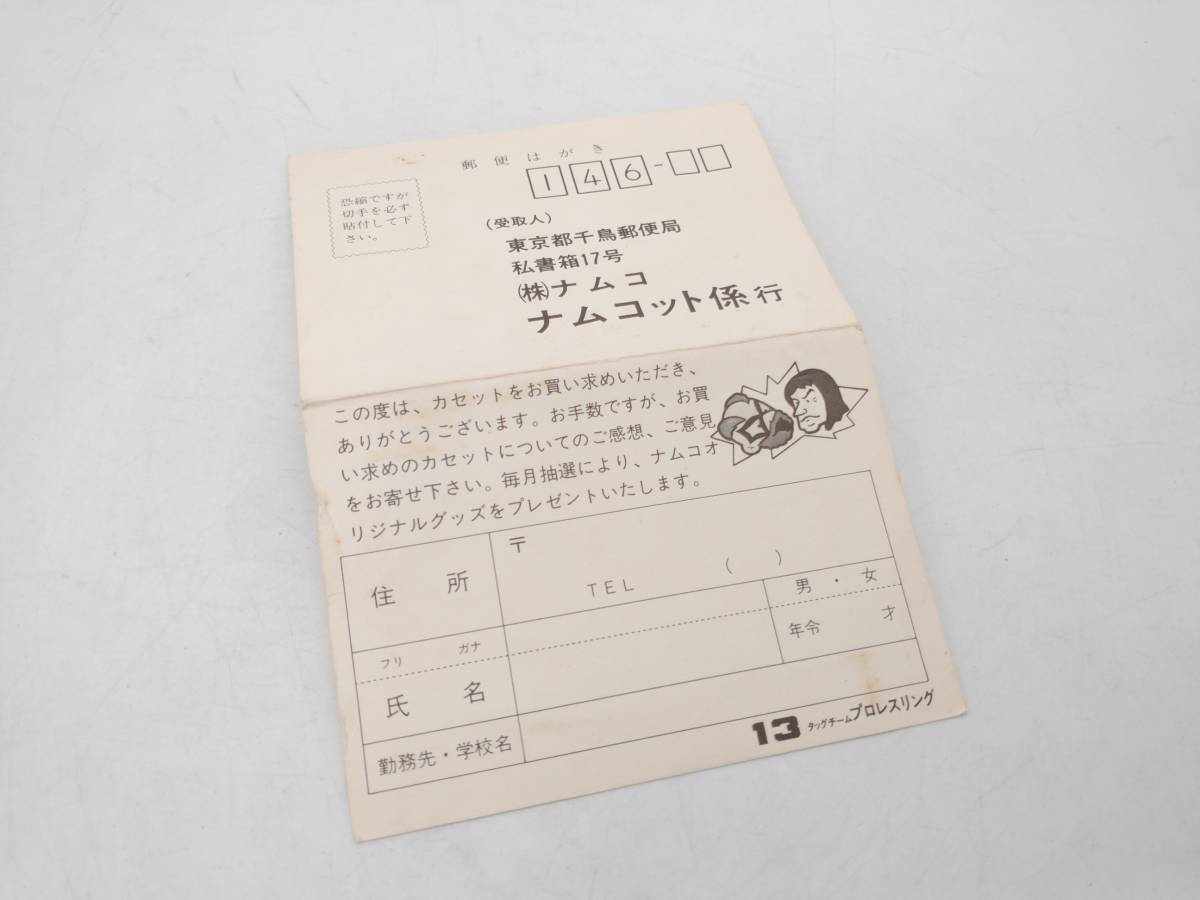 郵便はがき
146-
恐縮ですが
切手を必ず
貼付して下
さい。
(受取人)
東京都千鳥郵便局
私書箱17号
(株)ナムコ
ナムコット係行
この度は、カセットをお買い求めいただき、
ありがとうございます。お手数ですが、お買
い求めのカセットについてのご感想、ご意見
をお寄せ下さい。毎月抽選により、ナムコオ
リジナルグッズをプレゼントいたします。
住所
〒
TEL ( )
フリガナ
男・女
氏名
年令 才
勤務先・学校名
13 タッグチームプロレスリング